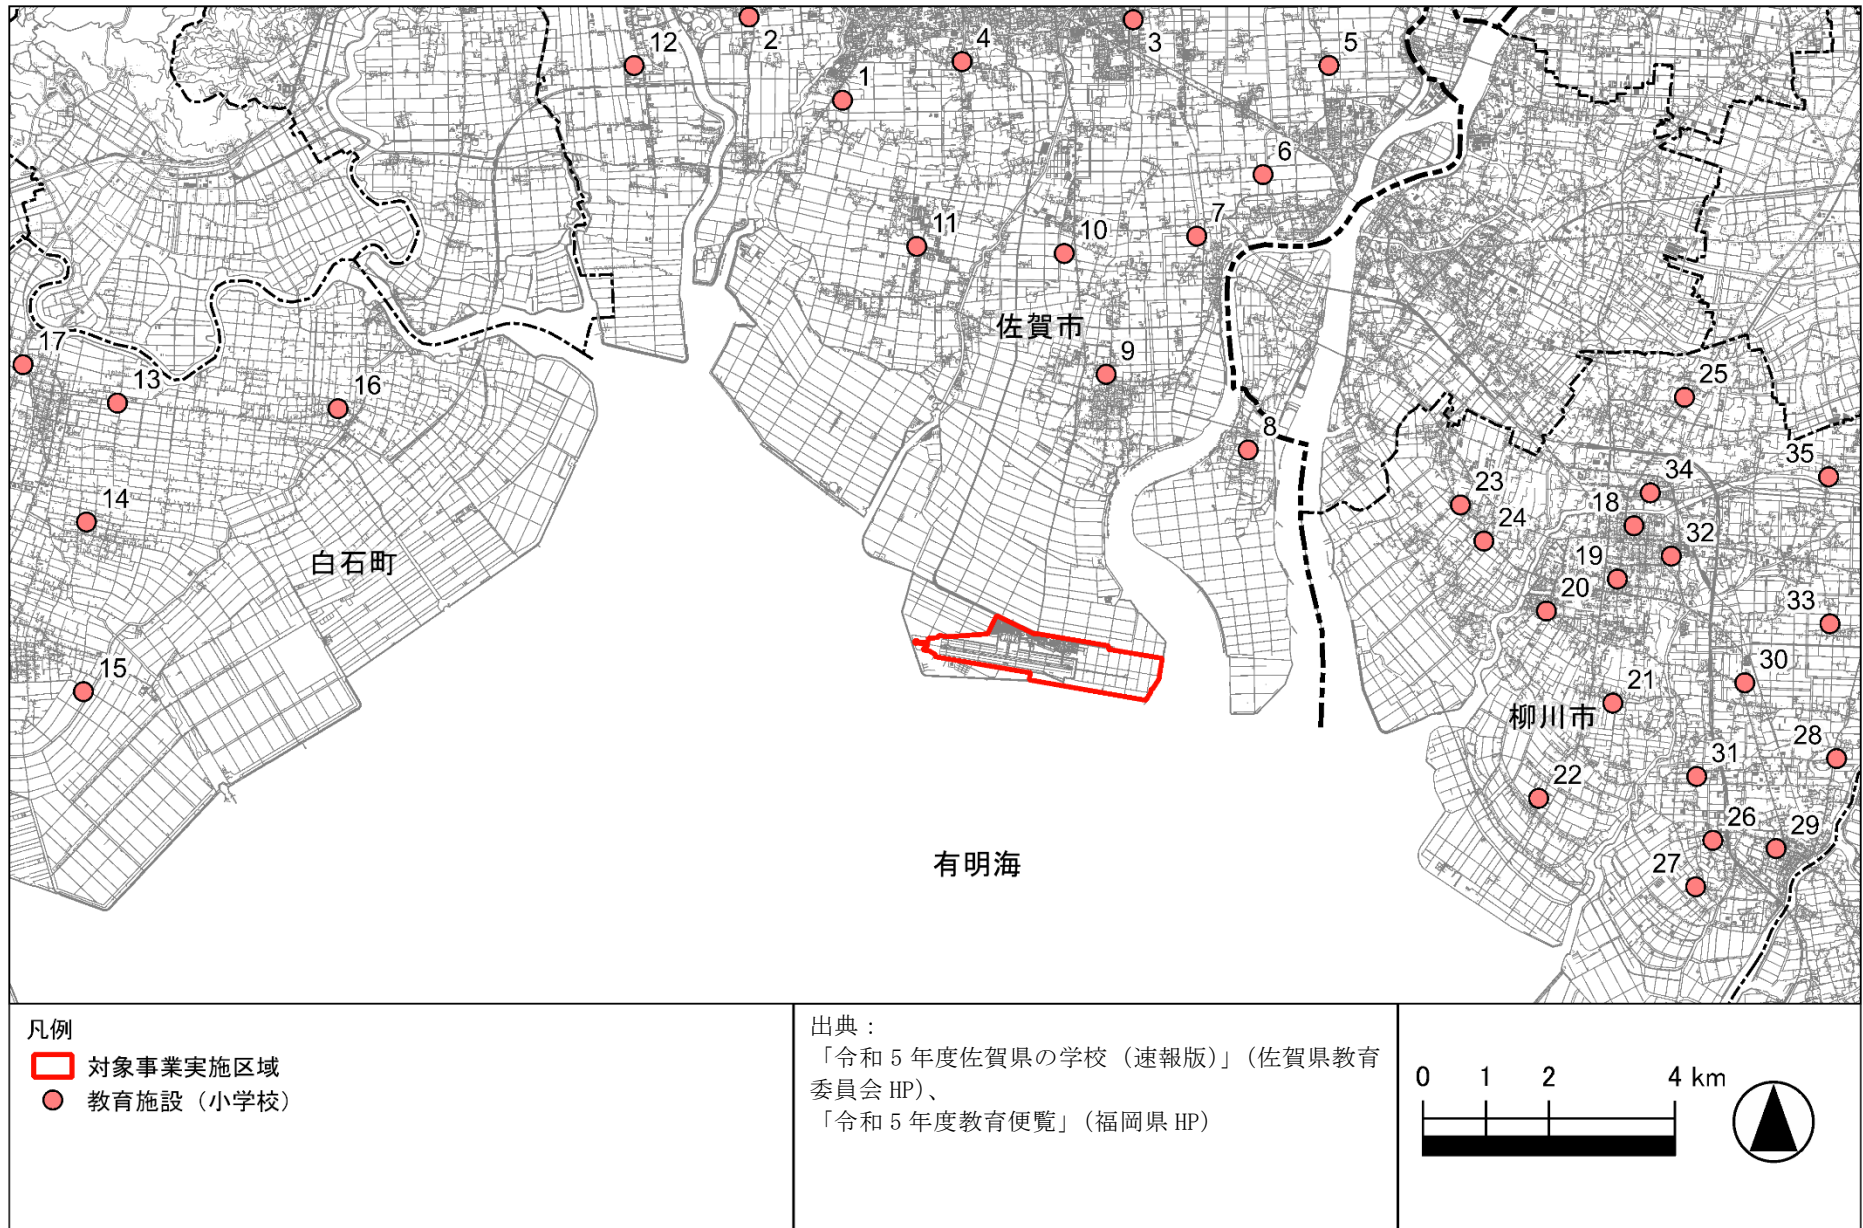 12
2
4
3
5
1
6
11
10
7
佐賀市
17
13
16
9
25
8
35
14
23
34
18
24
32
白石町
19
20
33
15
30
21
柳川市
28
31
22
26
29
有明海
27
凡例
対象事業実施区域
教育施設（小学校）
出典：
「令和 5 年度佐賀県の学校（速報版）」（佐賀県教育
委員会 HP）、
「令和 5 年度教育便覧」（福岡県 HP）
0 1 2 4 km